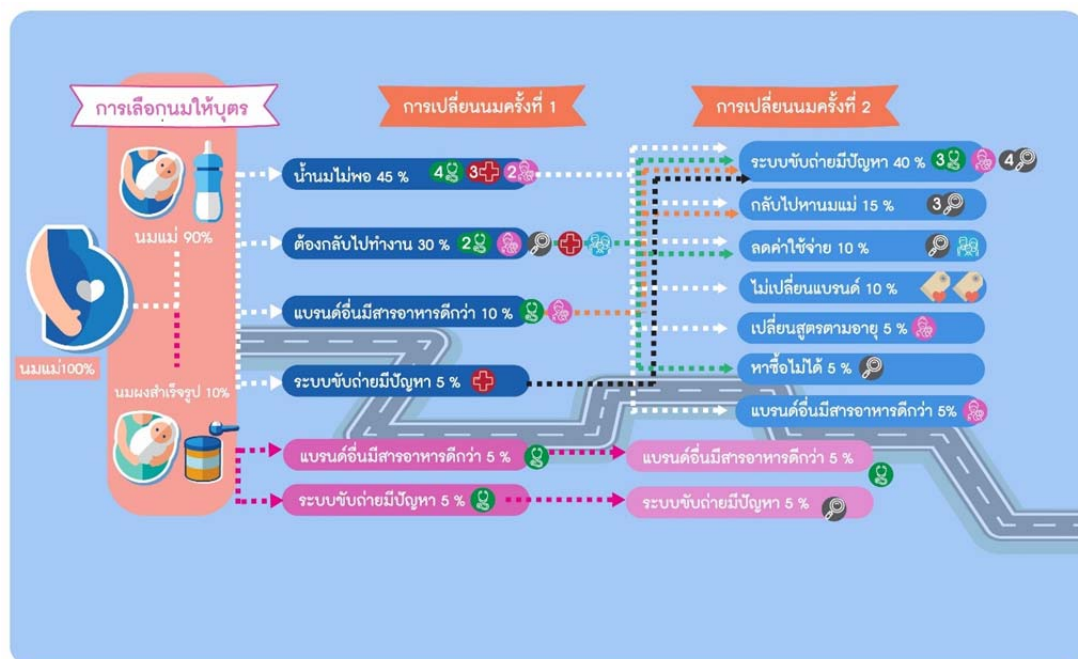 การเลือกนมให้บุตร
การเปลี่ยนนมครั้งที่ 1
การเปลี่ยนนมครั้งที่ 2
นมแม่ 90%
นมแม่100%
นมผงสำเร็จรูป 10%
น้ำนมไม่พอ 45 % 4 3 2
ต้องกลับไปทำงาน 30 % 2
แบรนด์อื่นมีสารอาหารดีกว่า 10 %
ระบบขับถ่ายมีปัญหา 5 %
แบรนด์อื่นมีสารอาหารดีกว่า 5 %
ระบบขับถ่ายมีปัญหา 5 %
ระบบขับถ่ายมีปัญหา 40 % 3 4
กลับไปหานมแม่ 15 % 3
ลดค่าใช้จ่าย 10 %
ไม่เปลี่ยนแบรนด์ 10 %
เปลี่ยนสูตรตามอายุ 5 %
หาซื้อไม่ได้ 5 %
แบรนด์อื่นมีสารอาหารดีกว่า 5%
แบรนด์อื่นมีสารอาหารดีกว่า 5 %
ระบบขับถ่ายมีปัญหา 5 %